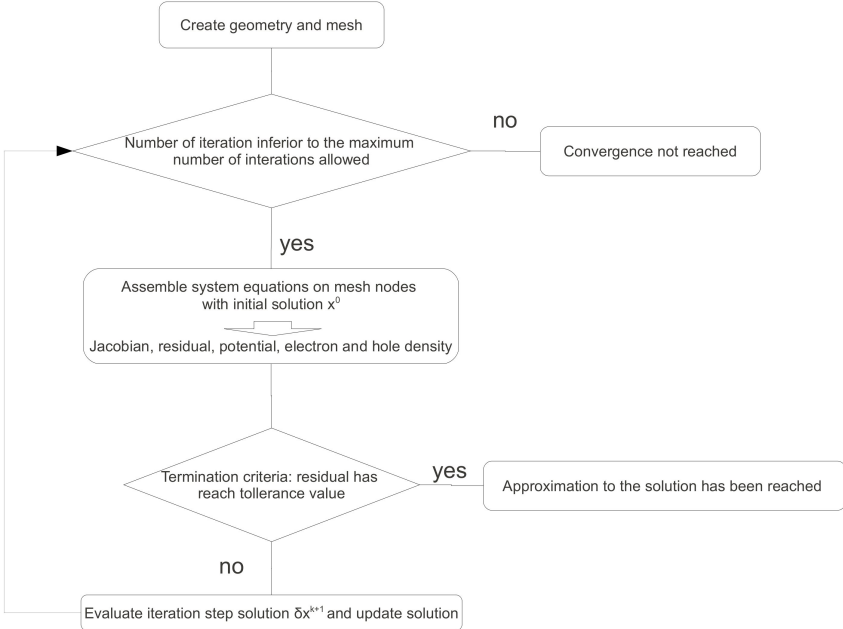 Create geometry and mesh
Number of iteration inferior to the maximum
number of interations allowed
no
Convergence not reached
yes
Assemble system equations on mesh nodes
with initial solution x⁰
Jacobian, residual, potential, electron and hole density
Termination criteria: residual has
reach tollerance value
yes
Approximation to the solution has been reached
no
Evaluate iteration step solution δxᵏ⁺¹ and update solution